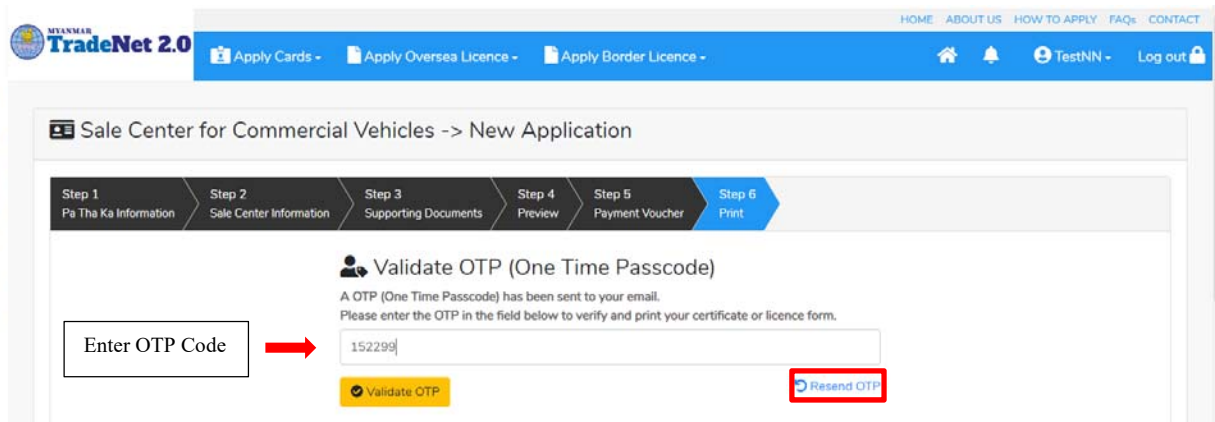 HOME ABOUT US HOW TO APPLY FAQs CONTACT
MYANMAR
TradeNet 2.0
Apply Cards
Apply Oversea Licence
Apply Border Licence
TestNN
Log out
Sale Center for Commercial Vehicles -> New Application
Step 1
Pa Tha Ka Information
Step 2
Sale Center Information
Step 3
Supporting Documents
Step 4
Preview
Step 5
Payment Voucher
Step 6
Print
Validate OTP (One Time Passcode)
A OTP (One Time Passcode) has been sent to your email.
Please enter the OTP in the field below to verify and print your certificate or licence form.
Enter OTP Code
152299
Validate OTP
Resend OTP